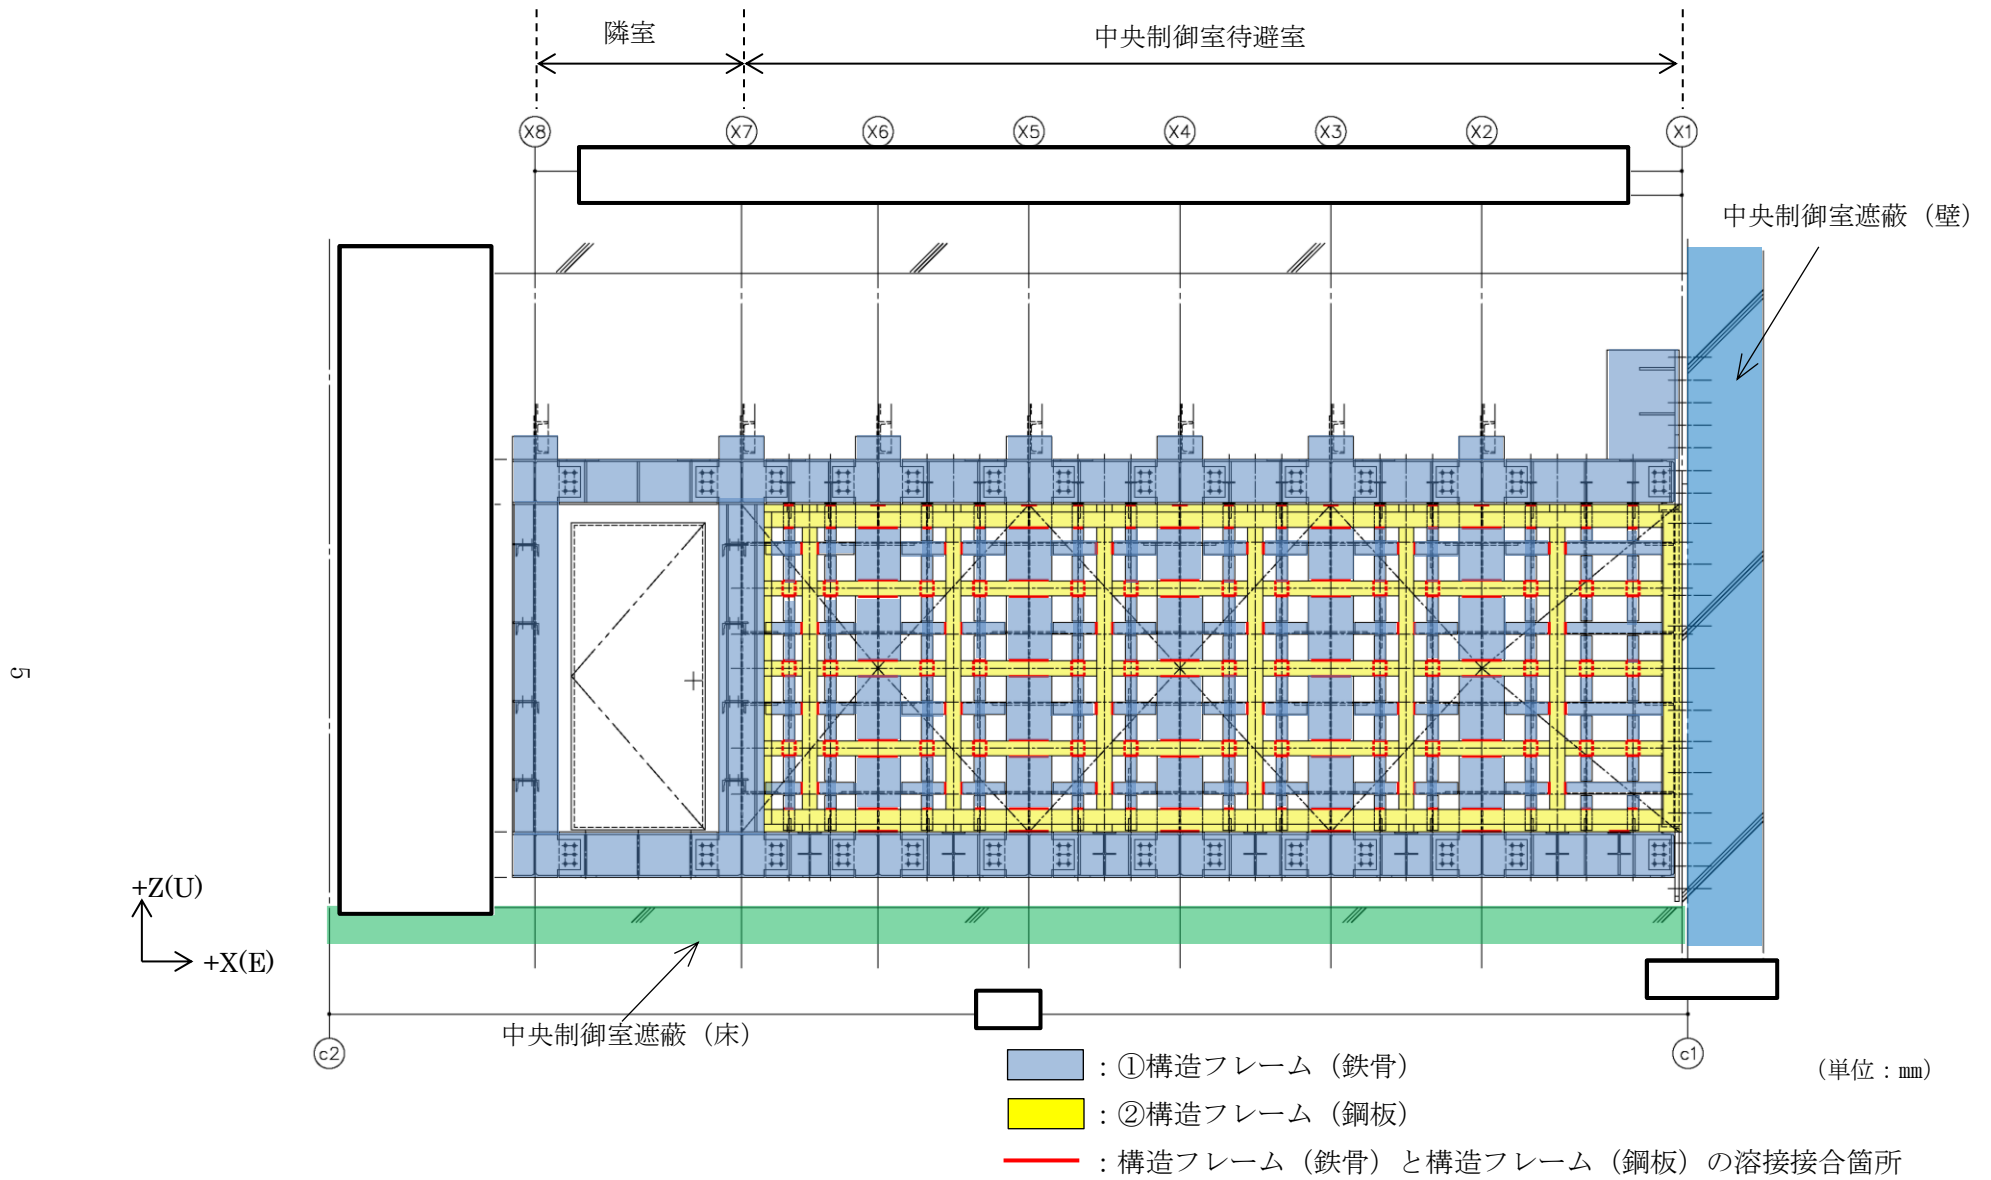 隣室
中央制御室待避室
X8
X7
X6
X5
X4
X3
X2
X1
中央制御室遮蔽（壁）
5
+Z(U)
+X(E)
中央制御室遮蔽（床）
c2
c1
：①構造フレーム（鉄骨）
（単位：㎜）
：②構造フレーム（鋼板）
：構造フレーム（鉄骨）と構造フレーム（鋼板）の溶接接合箇所